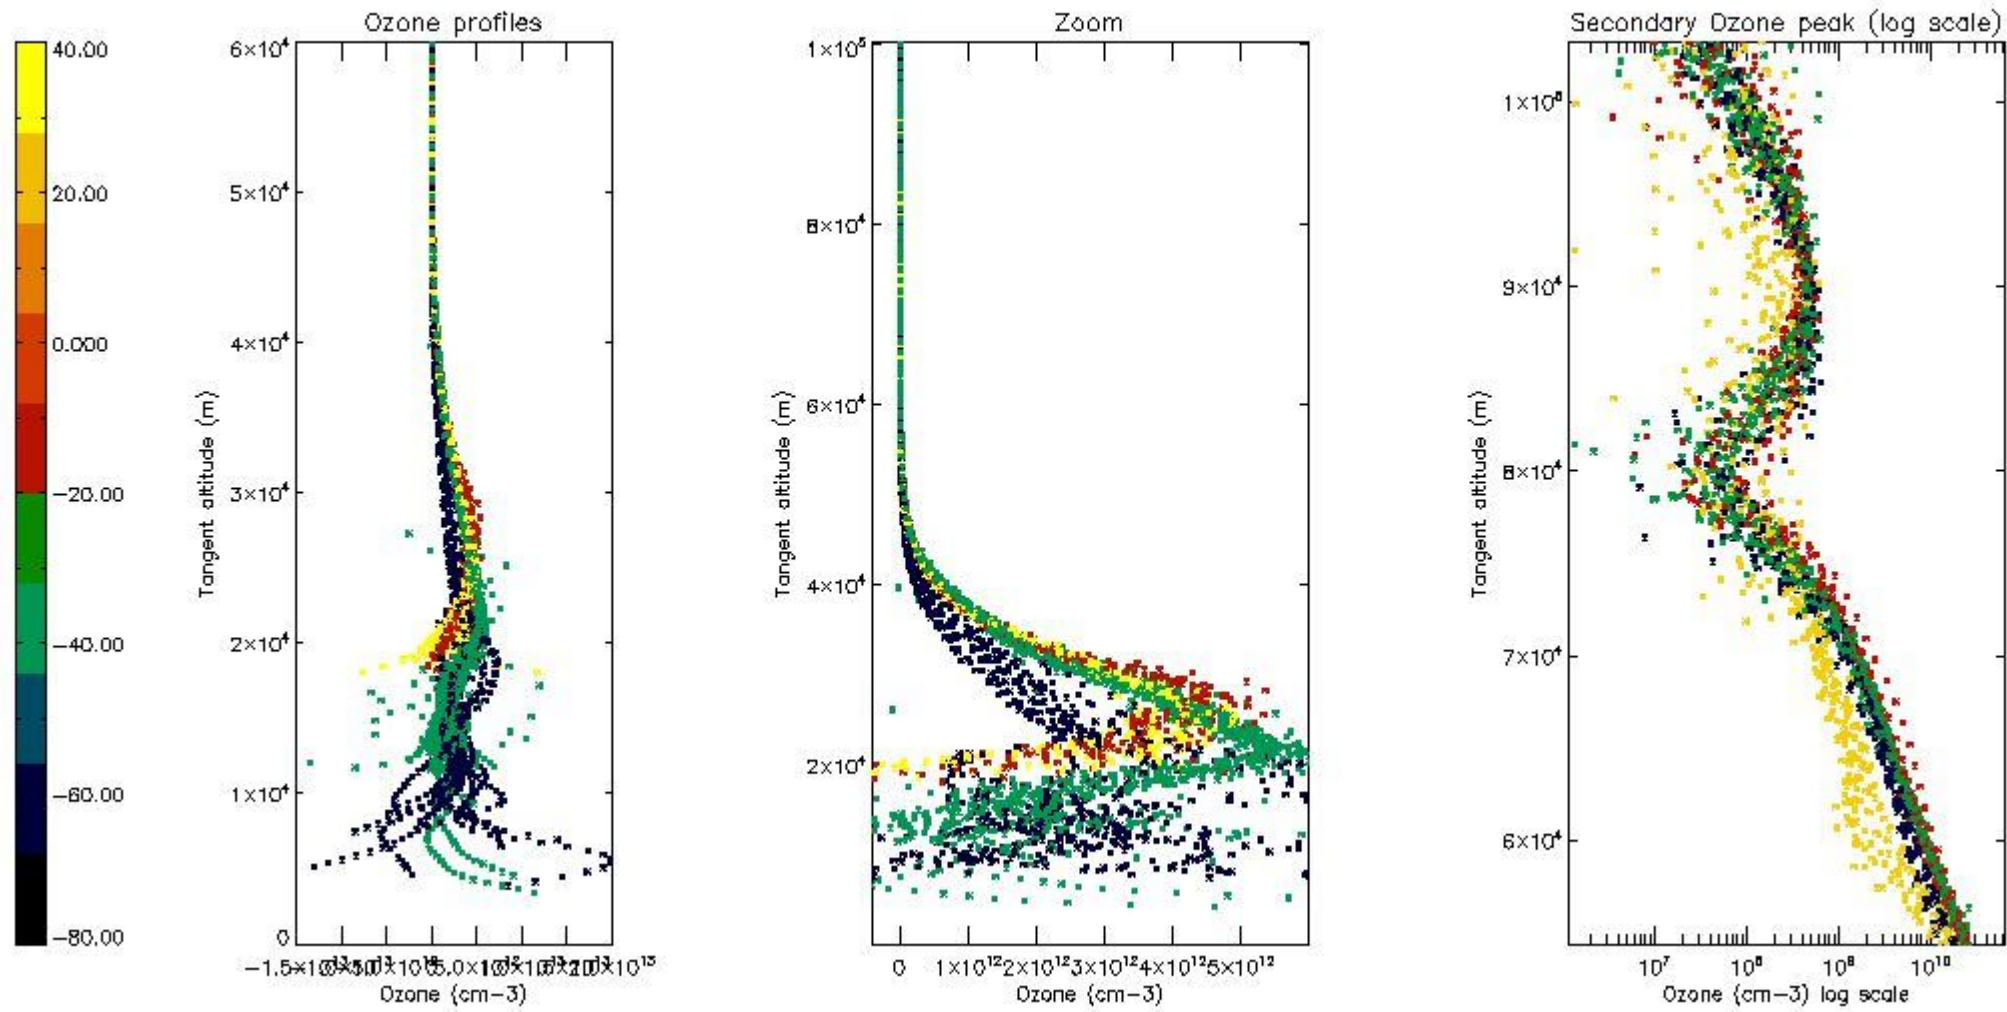 Ozone profiles
Zoom
Secondary Ozone peak (log scale)
40.00
20.00
0.000
−20.00
−40.00
−60.00
−80.00
6×10⁴
5×10⁴
4×10⁴
3×10⁴
2×10⁴
1×10⁴
0
Tangent altitude (m)
Ozone (cm−3)
1×10⁵
8×10⁴
6×10⁴
4×10⁴
2×10⁴
Tangent altitude (m)
0 1×10¹² 2×10¹² 3×10¹² 4×10¹² 5×10¹²
Ozone (cm−3)
1×10⁵
9×10⁴
8×10⁴
7×10⁴
6×10⁴
Tangent altitude (m)
10⁷ 10⁸ 10⁹ 10¹⁰
Ozone (cm−3) log scale